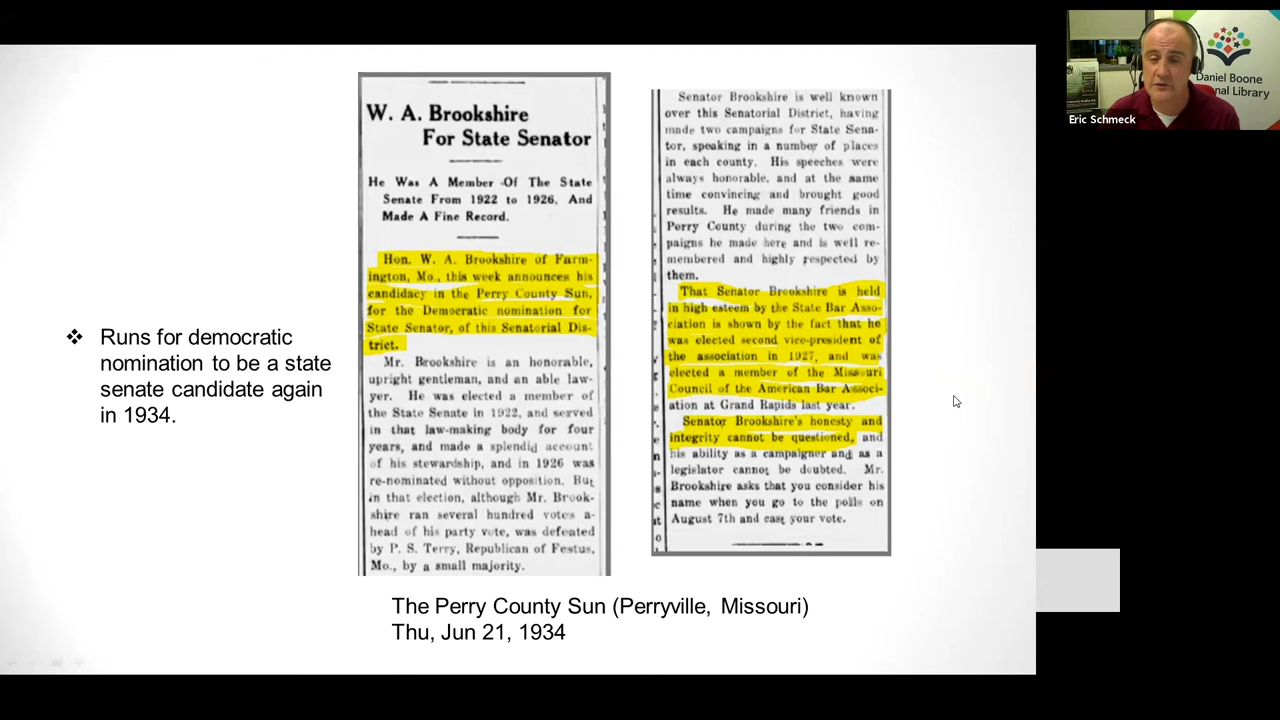 W. A. Brookshire
For State Senator
He Was A Member Of The State
Senate From 1922 to 1926, And
Made A Fine Record.
Hon. W. A. Brookshire of Farm-
ington, Mo., this week announces his
candidacy in the Perry County Sun,
for the Democratic nomination for
State Senator, of this Senatorial Dis-
trict.
Mr. Brookshire is an honorable,
upright gentleman, and an able law-
yer. He was elected a member of
the State Senate in 1922, and served
in that law-making body for four
years, and made a splendid account
of his stewardship, and in 1926 was
re-nominated without opposition. But
in that election, although Mr. Brook-
shire ran several hundred votes a-
head of his party vote, was defeated
by P. S. Terry, Republican of Festus,
Mo., by a small majority.
Senator Brookshire is well known
over this Senatorial District, having
made two campaigns for State Sena-
tor, speaking in a number of places
in each county. His speeches were
always honorable, and at the same
time convincing and brought good
results. He made many friends in
Perry County during the two com-
paigns he made here and is well re-
membered and highly respected by
them.
That Senator Brookshire is held
in high esteem by the State Bar Asso-
ciation is shown by the fact that he
was elected second vice-president of
the association in 1927, and was
elected a member of the Missouri
Council of the American Bar Associ-
ation at Grand Rapids last year.
Senator Brookshire's honesty and
integrity cannot be questioned, and
his ability as a campaigner and as a
legislator cannot be doubted. Mr.
Brookshire asks that you consider his
name when you go to the polls on
August 7th and cast your vote.
❖ Runs for democratic
nomination to be a state
senate candidate again
in 1934.
The Perry County Sun (Perryville, Missouri)
Thu, Jun 21, 1934
Daniel Boone
onal Library
Eric Schmeck